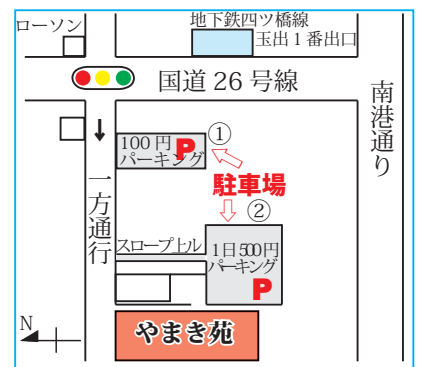 ローソン
地下鉄四ツ橋線
玉出1番出口
国道26号線
南港通り
①
100円
パーキング
P
駐車場
②
一方通行
スロープ上ル
1日500円
パーキング
P
N
やまき苑